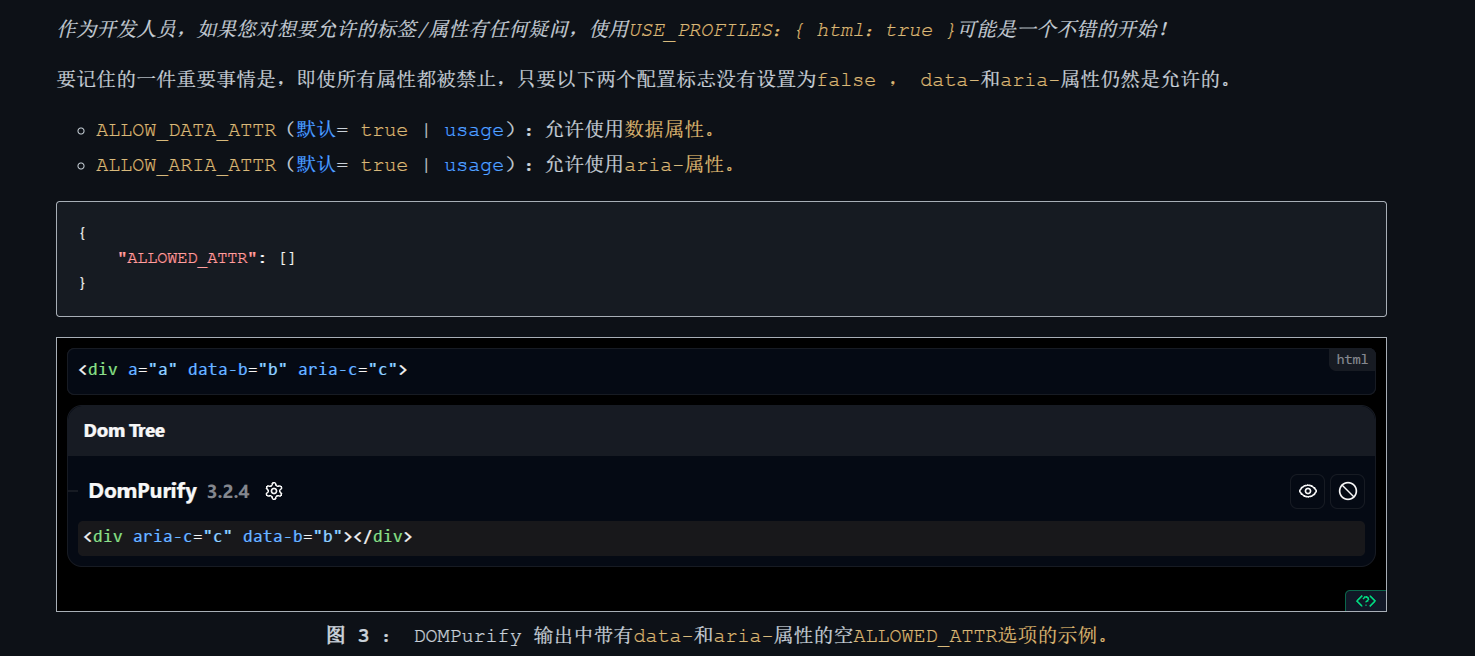 作为开发人员，如果您对想要允许的标签/属性有任何疑问，使用USE_PROFILES: { html: true }可能是一个不错的开始！
要记住的一件重要事情是，即使所有属性都被禁止，只要以下两个配置标志没有设置为false ， data-和aria-属性仍然是允许的。
ALLOW_DATA_ATTR（默认= true | usage）：允许使用数据属性。
ALLOW_ARIA_ATTR（默认= true | usage）：允许使用aria-属性。
{
"ALLOWED_ATTR": []
}
html
<div a="a" data-b="b" aria-c="c">
Dom Tree
DomPurify 3.2.4
<div aria-c="c" data-b="b"></div>
<?>
图 3 ： DOMPurify 输出中带有data-和aria-属性的空ALLOWED_ATTR选项的示例。